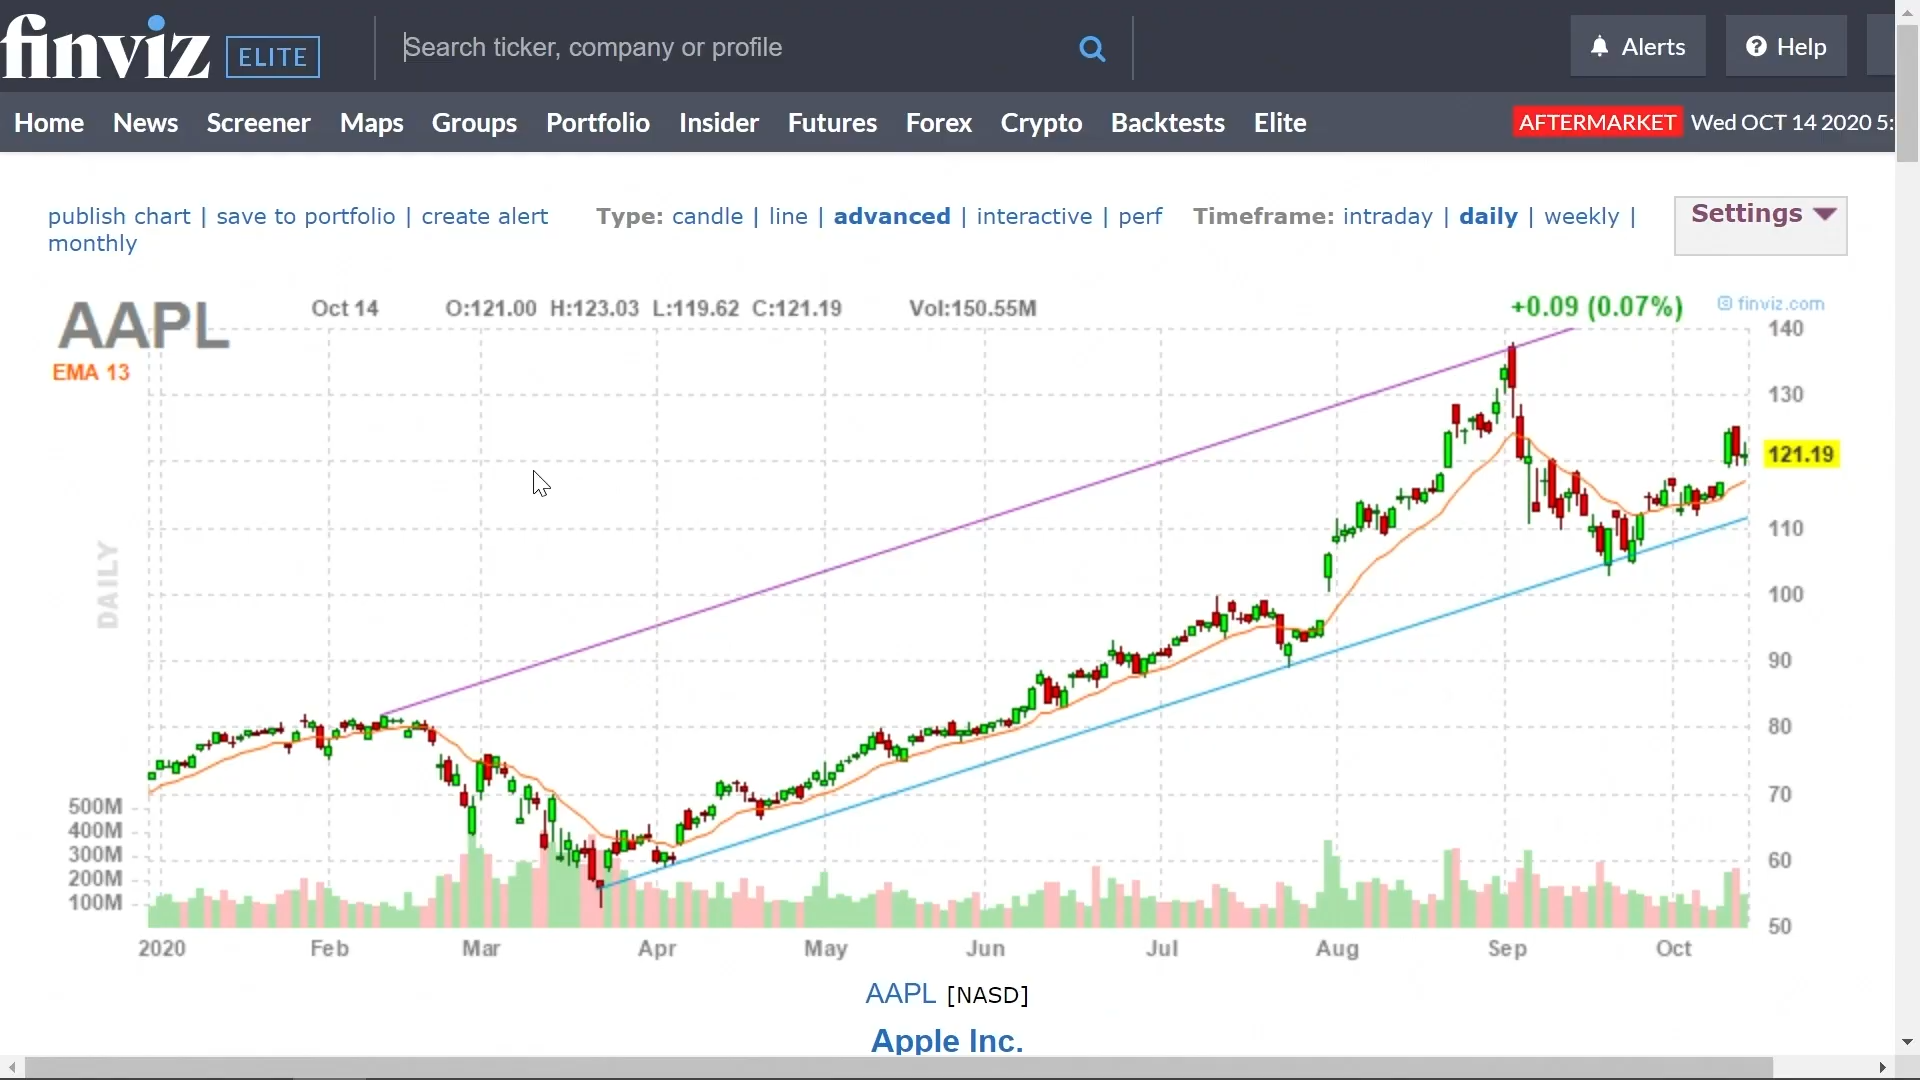 finviz ELITE
Search ticker, company or profile
Alerts
Help
Home News Screener Maps Groups Portfolio Insider Futures Forex Crypto Backtests Elite
AFTERMARKET Wed OCT 14 2020 5:
publish chart | save to portfolio | create alert Type: candle | line | advanced | interactive | perf Timeframe: intraday | daily | weekly |
monthly
Settings
AAPL Oct 14 O:121.00 H:123.03 L:119.62 C:121.19 Vol:150.55M +0.09 (0.07%) © finviz.com
EMA 13
DAILY
140
130
121.19
110
100
90
80
70
60
50
500M
400M
300M
200M
100M
2020 Feb Mar Apr May Jun Jul Aug Sep Oct
AAPL [NASD]
Apple Inc.